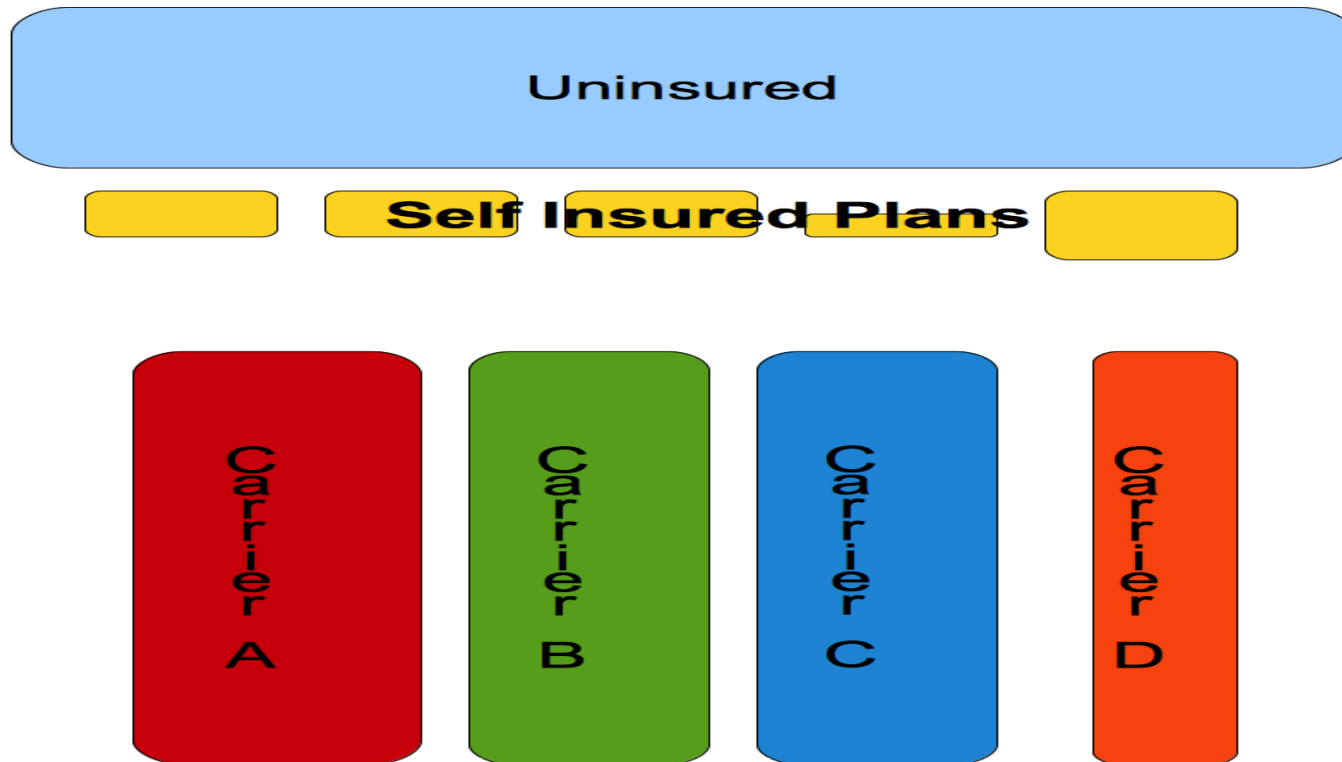 Uninsured
Self Insured Plans
Carrier A
Carrier B
Carrier C
Carrier D